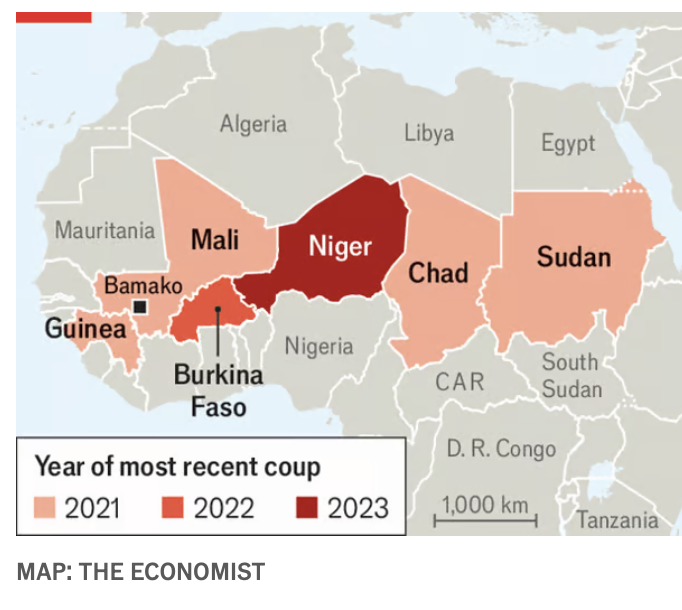 Algeria
Libya
Egypt
Mauritania
Mali
Niger
Chad
Sudan
Bamako
Guinea
Nigeria
Burkina
Faso
CAR
South
Sudan
D. R. Congo
Tanzania
1,000 km
Year of most recent coup
2021 2022 2023
MAP: THE ECONOMIST